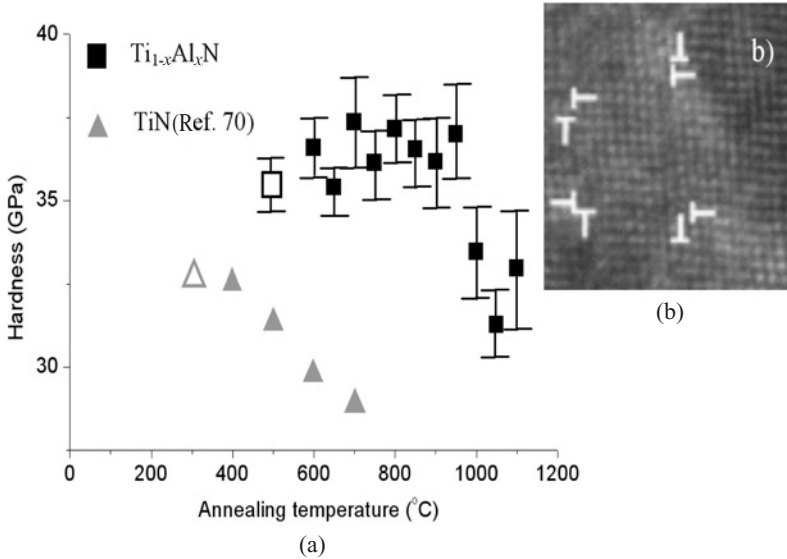 40
35
30
Hardness (GPa)
Ti1-xAlxN
TiN(Ref. 70)
0 200 400 600 800 1000 1200
Annealing temperature (°C)
(a)
b)
(b)